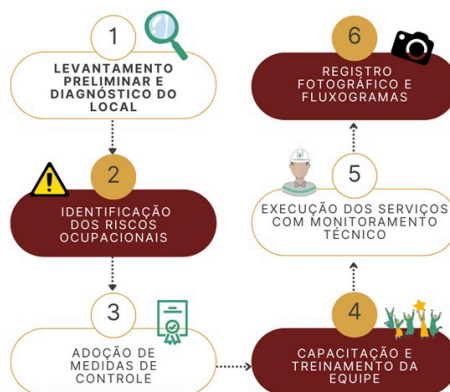 1
LEVANTAMENTO
PRELIMINAR E
DIAGNÓSTICO DO
LOCAL
2
IDENTIFICAÇÃO
DOS RISCOS
OCUPACIONAIS
3
ADOÇÃO DE
MEDIDAS DE
CONTROLE
4
CAPACITAÇÃO E
TREINAMENTO DA
EQUIPE
5
EXECUÇÃO DOS SERVIÇOS
COM MONITORAMENTO
TÉCNICO
6
REGISTRO
FOTOGRÁFICO E
FLUXOGRAMAS